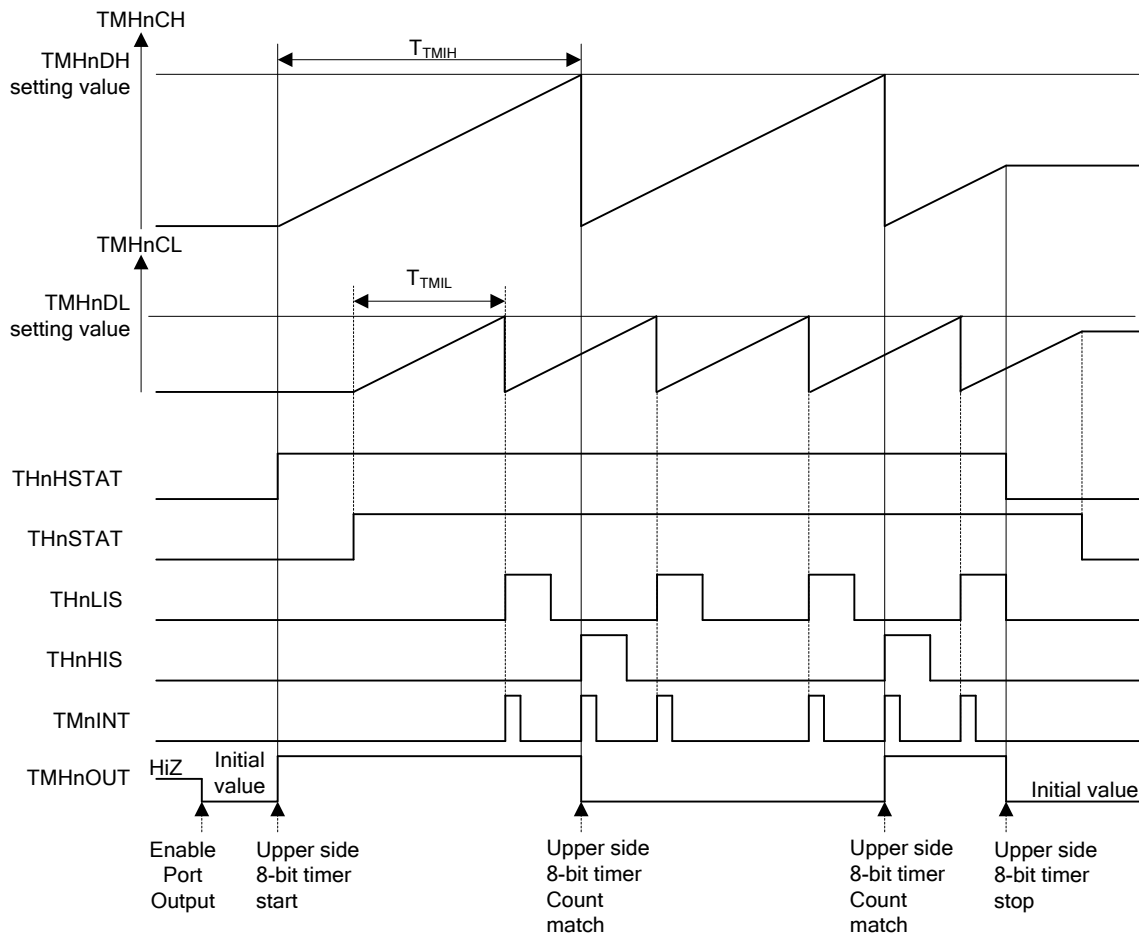 TMHnCH
TMHnDH
setting value
TTMIH
TMHnCL
TMHnDL
setting value
TTMIL
THnHSTAT
THnSTAT
THnLIS
THnHIS
TMnINT
TMHnOUT
HiZ
Initial
value
Initial value
Enable
Port
Output
Upper side
8-bit timer
start
Upper side
8-bit timer
Count
match
Upper side
8-bit timer
Count
match
Upper side
8-bit timer
stop